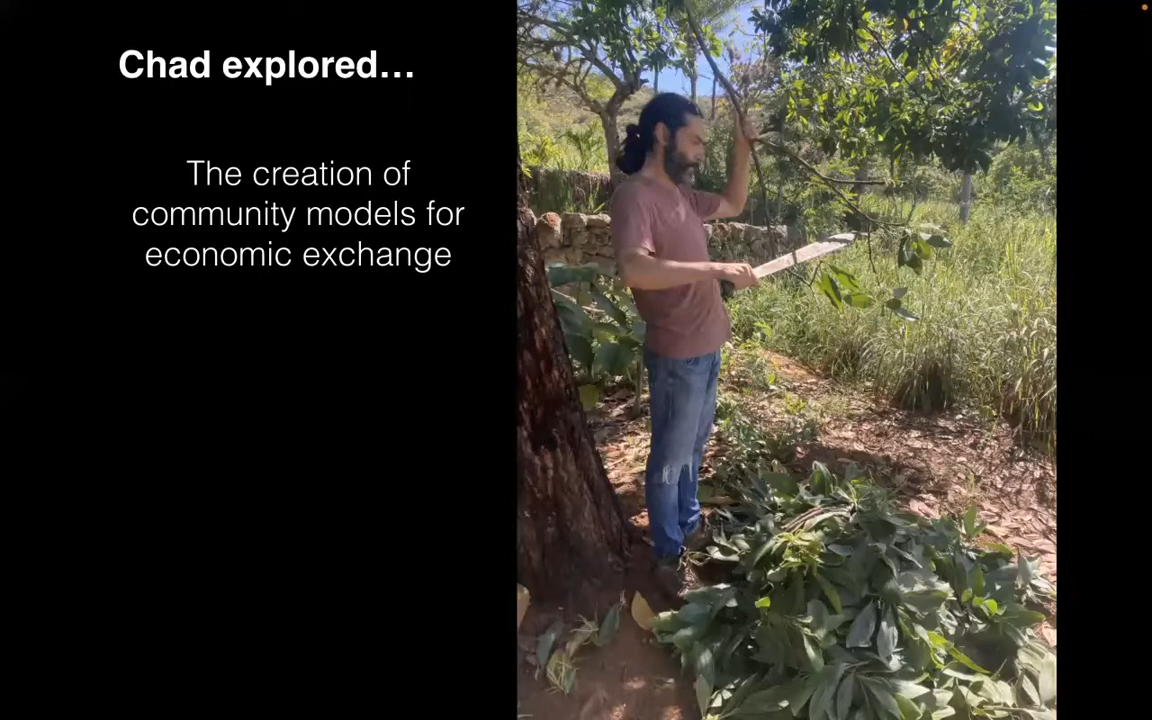 Chad explored…
The creation of
community models for
economic exchange